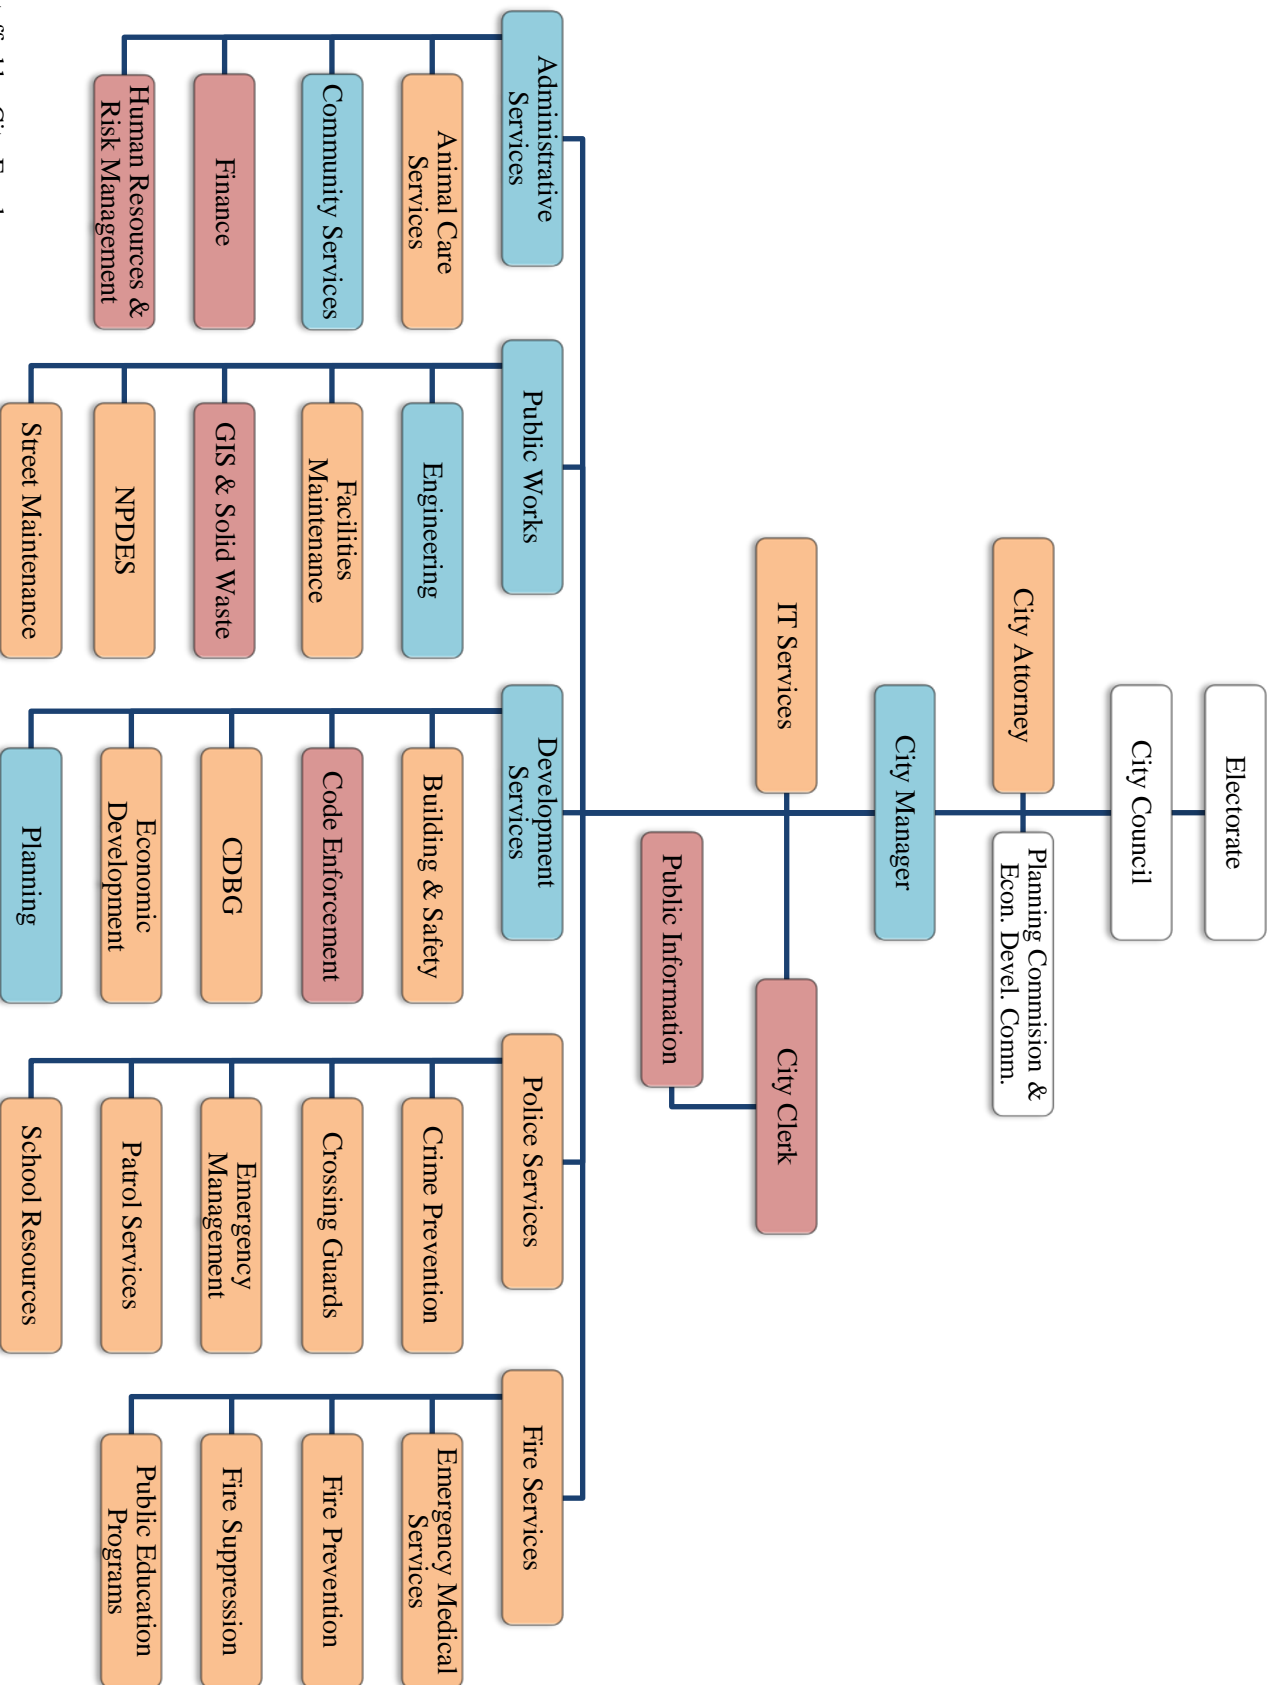 Electorate
City Council
City Attorney
Planning Commision &
Econ. Devel. Comm.
City Manager
IT Services
City Clerk
Public Information
Administrative
Services
Animal Care
Services
Community Services
Finance
Human Resources &
Risk Management
Public Works
Engineering
Facilities
Maintenance
GIS & Solid Waste
NPDES
Street Maintenance
Development
Services
Building & Safety
Code Enforcement
CDBG
Economic
Development
Planning
Police Services
Crime Prevention
Crossing Guards
Emergency
Management
Patrol Services
School Resources
Fire Services
Emergency Medical
Services
Fire Prevention
Fire Suppression
Public Education
Programs